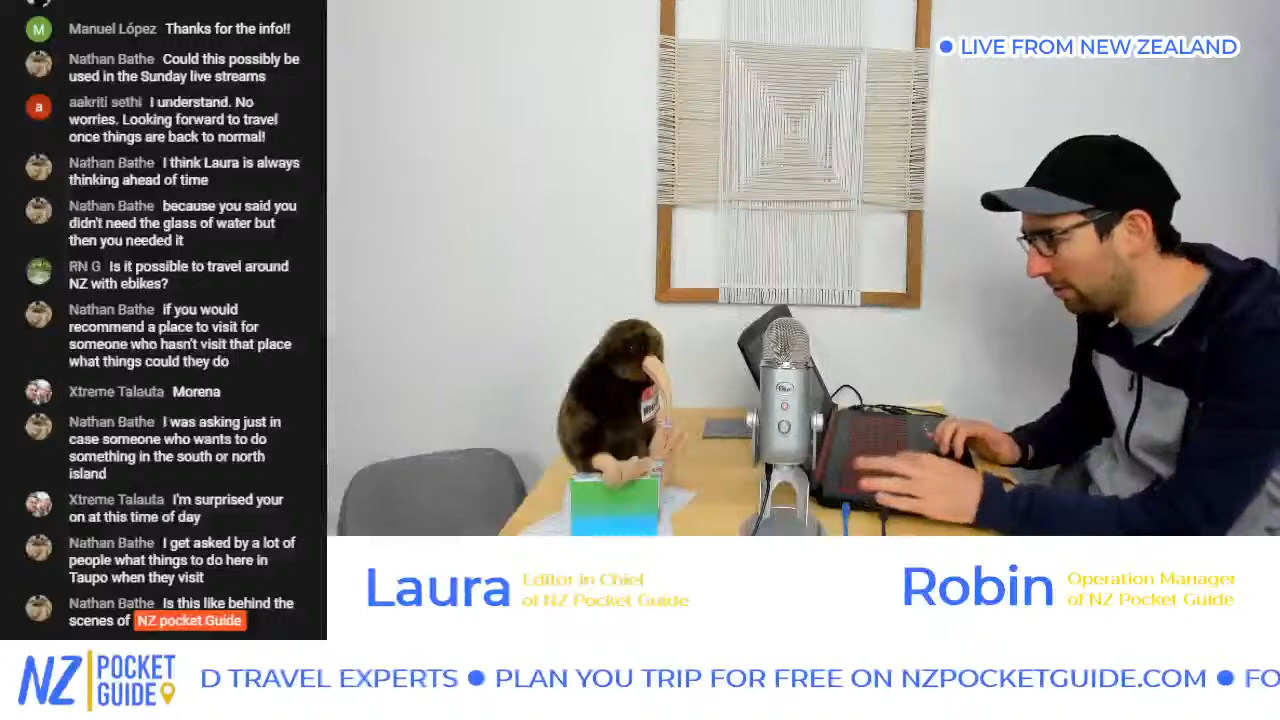 Manuel López Thanks for the info!!
Nathan Bathe Could this possibly be
used in the Sunday live streams
aakriti sethi I understand. No
worries. Looking forward to travel
once things are back to normal!
Nathan Bathe I think Laura is always
thinking ahead of time
Nathan Bathe because you said you
didn't need the glass of water but
then you needed it
RN G Is it possible to travel around
NZ with ebikes?
Nathan Bathe if you would
recommend a place to visit for
someone who hasn't visit that place
what things could they do
Xtreme Talauta Morena
Nathan Bathe I was asking just in
case someone who wants to do
something in the south or north
island
Xtreme Talauta I'm surprised your
on at this time of day
Nathan Bathe I get asked by a lot of
people what things to do here in
Taupo when they visit
Nathan Bathe Is this like behind the
scenes of NZ pocket Guide
M
a
LIVE FROM NEW ZEALAND
Laura Editor in Chief
of NZ Pocket Guide
Robin Operation Manager
of NZ Pocket Guide
NZ POCKET
GUIDE
D TRAVEL EXPERTS ● PLAN YOU TRIP FOR FREE ON NZPOCKETGUIDE.COM ● FO